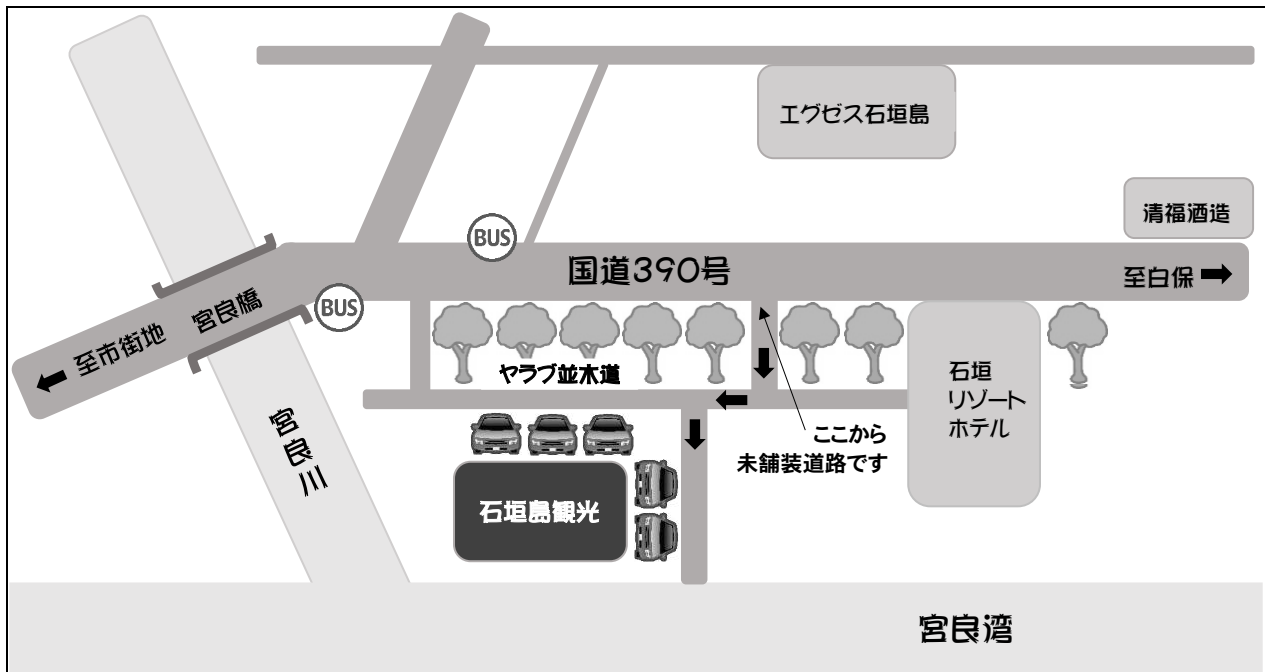 エグゼス石垣島
清福酒造
BUS
国道390号
至白保
BUS
宮良橋
至市街地
ヤラブ並木道
石垣
リゾート
ホテル
ここから
未舗装道路です
宮良川
石垣島観光
宮良湾